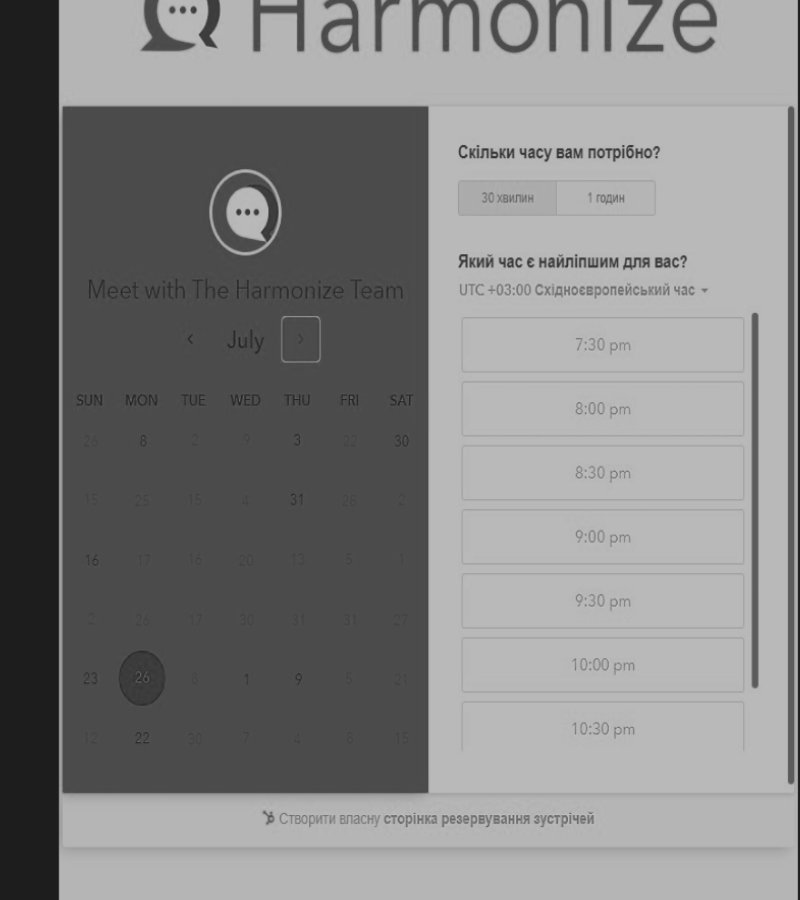 Harmonize
Meet with The Harmonize Team
July
SUN MON TUE WED THU FRI SAT
26 8 2 9 3 22 30
15 25 15 4 31 28 2
16 17 16 20 13 5 1
2 26 17 30 31 31 27
23 26 8 1 9 5 21
12 22 30 7 4 6 15
Скільки часу вам потрібно?
30 хвилин 1 годин
Який час є найліпшим для вас?
UTC +03:00 Східноєвропейський час
7:30 pm
8:00 pm
8:30 pm
9:00 pm
9:30 pm
10:00 pm
10:30 pm
Створити власну сторінка резервування зустрічей